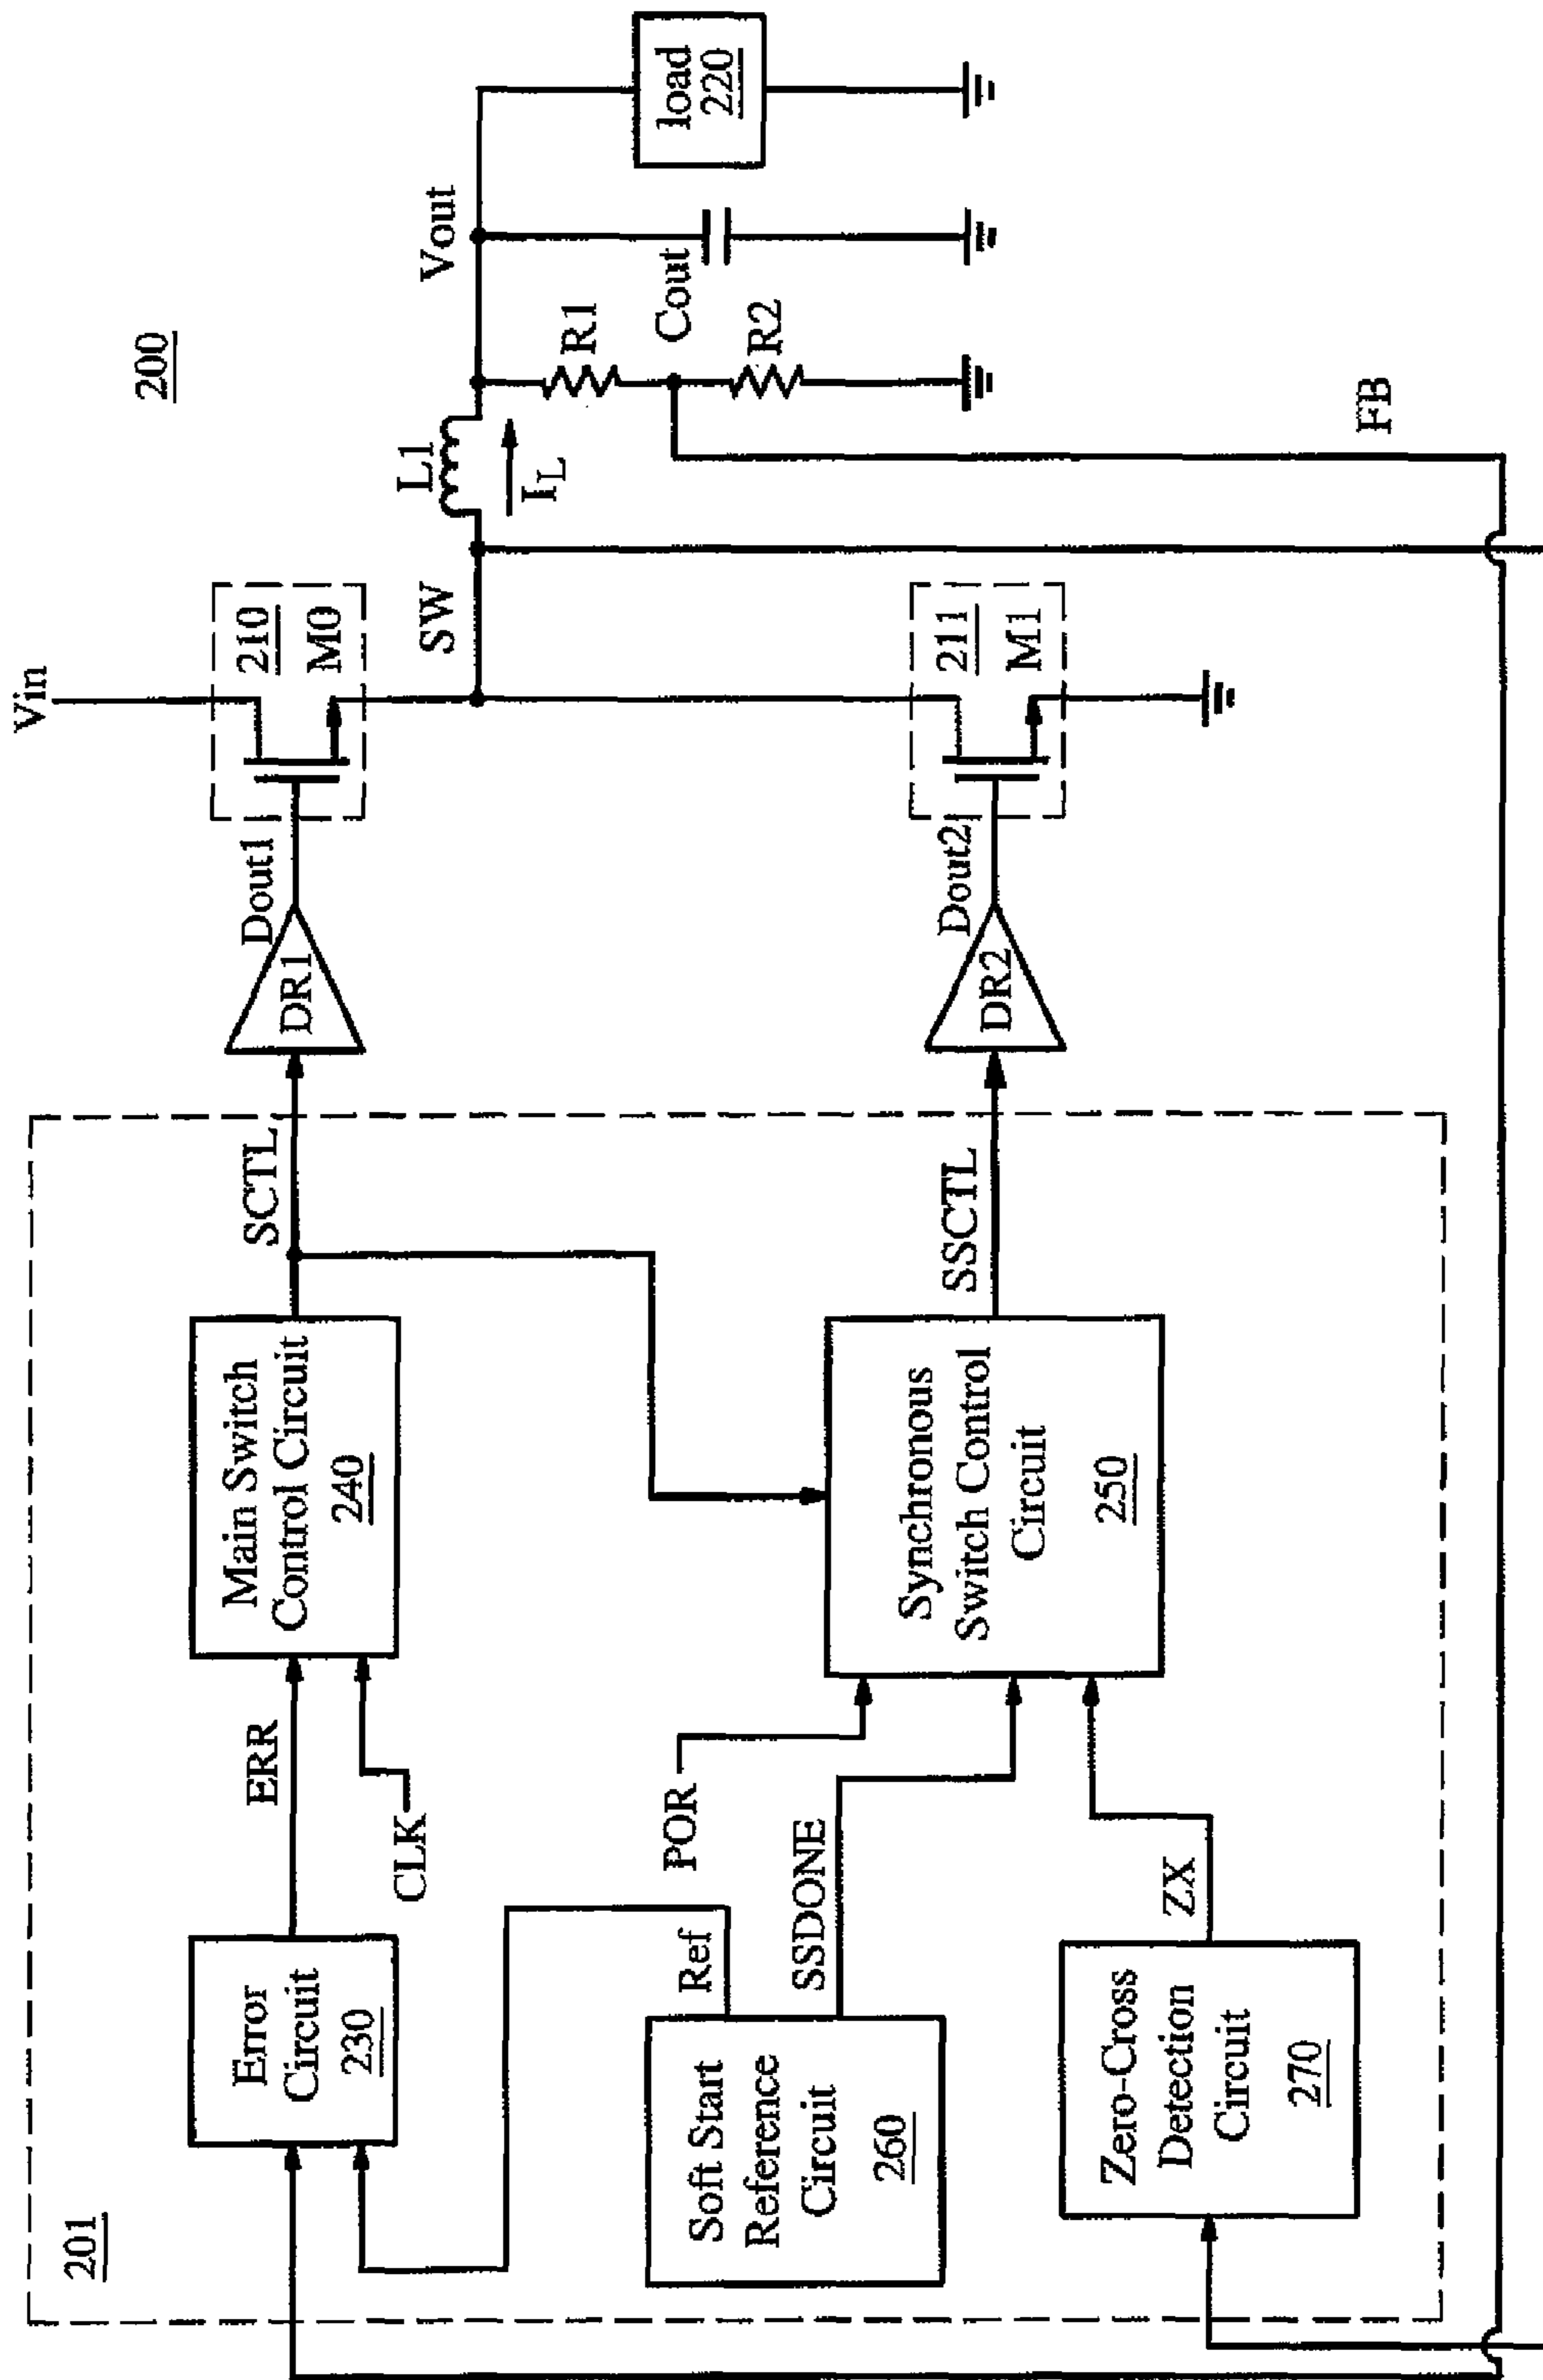 200
201
Vin
210
M0
Dout1
DR1
SCTL
Main Switch
Control Circuit
240
ERR
CLK
Error
Circuit
230
SW
L1
I_L
Vout
R1
Cout
R2
load
220
211
M1
Dout2
DR2
SSCTL
Synchronous
Switch Control
Circuit
250
POR
Ref
SSDONE
Soft Start
Reference
Circuit
260
ZX
Zero-Cross
Detection
Circuit
270
FB